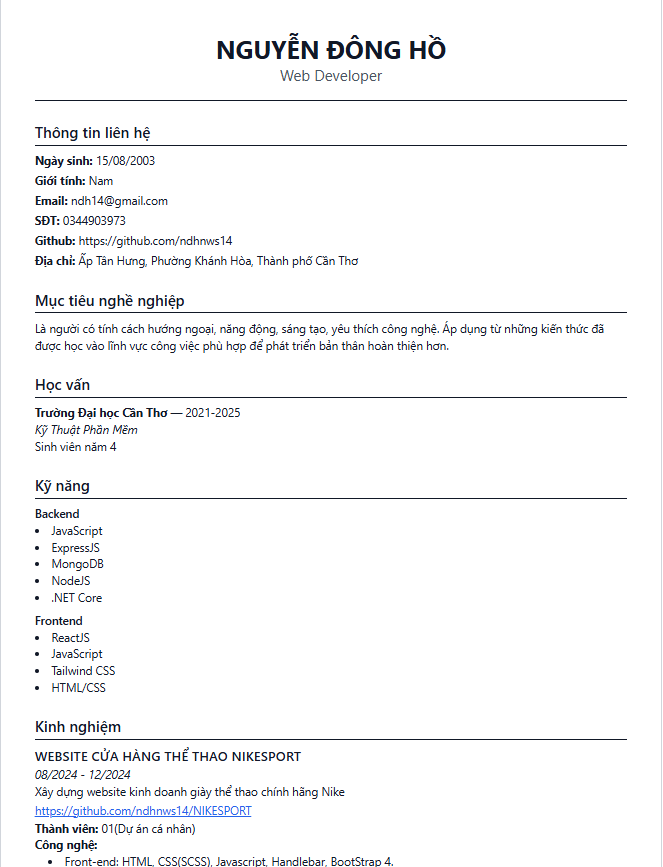 NGUYỄN ĐÔNG HỒ
Web Developer
Thông tin liên hệ
Ngày sinh: 15/08/2003
Giới tính: Nam
Email: ndh14@gmail.com
SĐT: 0344903973
Github: https://github.com/ndhnws14
Địa chỉ: Ấp Tân Hưng, Phường Khánh Hòa, Thành phố Cần Thơ
Mục tiêu nghề nghiệp
Là người có tính cách hướng ngoại, năng động, sáng tạo, yêu thích công nghệ. Áp dụng từ những kiến thức đã
được học vào lĩnh vực công việc phù hợp để phát triển bản thân hoàn thiện hơn.
Học vấn
Trường Đại học Cần Thơ — 2021-2025
Kỹ Thuật Phần Mềm
Sinh viên năm 4
Kỹ năng
Backend
• JavaScript
• ExpressJS
• MongoDB
• NodeJS
• .NET Core
Frontend
• ReactJS
• JavaScript
• Tailwind CSS
• HTML/CSS
Kinh nghiệm
WEBSITE CỬA HÀNG THỂ THAO NIKESPORT
08/2024 - 12/2024
Xây dựng website kinh doanh giày thể thao chính hãng Nike
https://github.com/ndhnws14/NIKESPORT
Thành viên: 01(Dự án cá nhân)
Công nghệ:
• Front-end: HTML, CSS(SCSS), Javascript, Handlebar, BootStrap 4.